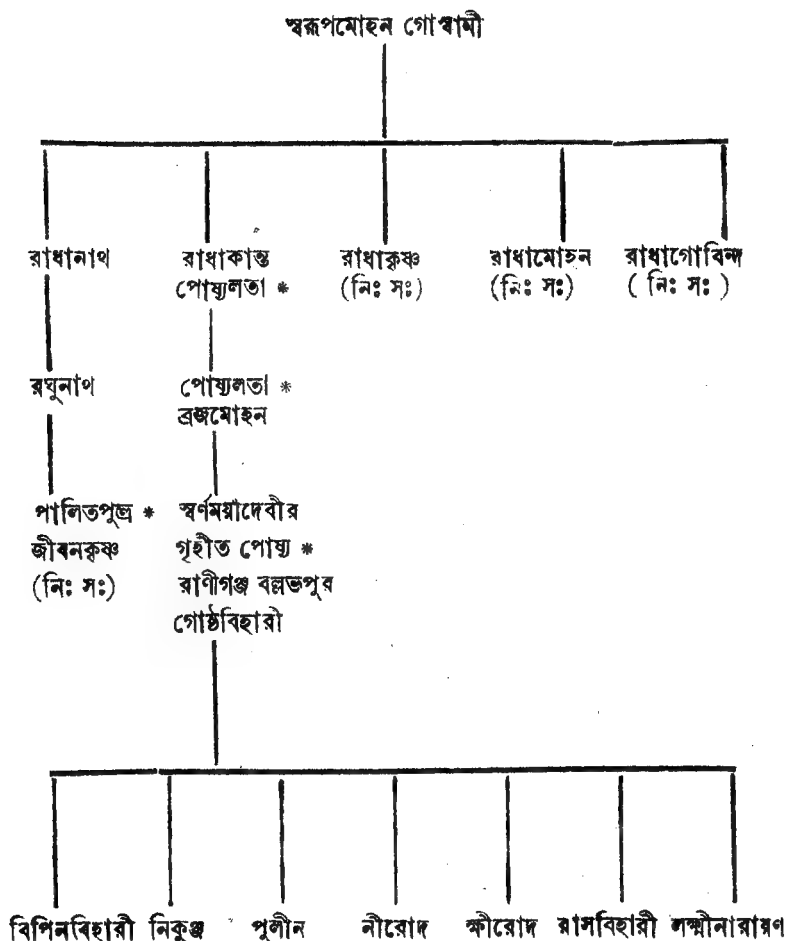 স্বরূপমোহন গোস্বামী
রাধানাথ রাধাকান্ত রাধাকৃষ্ণ রাধামোহন রাধাগোবিন্দ
পোষ্যলতা * (নিঃ সঃ) (নিঃ সঃ) ( নিঃ সঃ )
রঘুনাথ পোষ্যলতা *
ব্রজমোহন
পালিতপুত্র * স্বর্ণময়াদেবীর
জীবনকৃষ্ণ গৃহীত পোষ্য *
(নিঃ সঃ) রাণীগঞ্জ বল্লভপুর
গোষ্ঠবিহারী
বিপিনবিহারী নিকুঞ্জ পুলীন নীরোদ ক্ষীরোদ রাসবিহারী লক্ষ্মীনারায়ণ